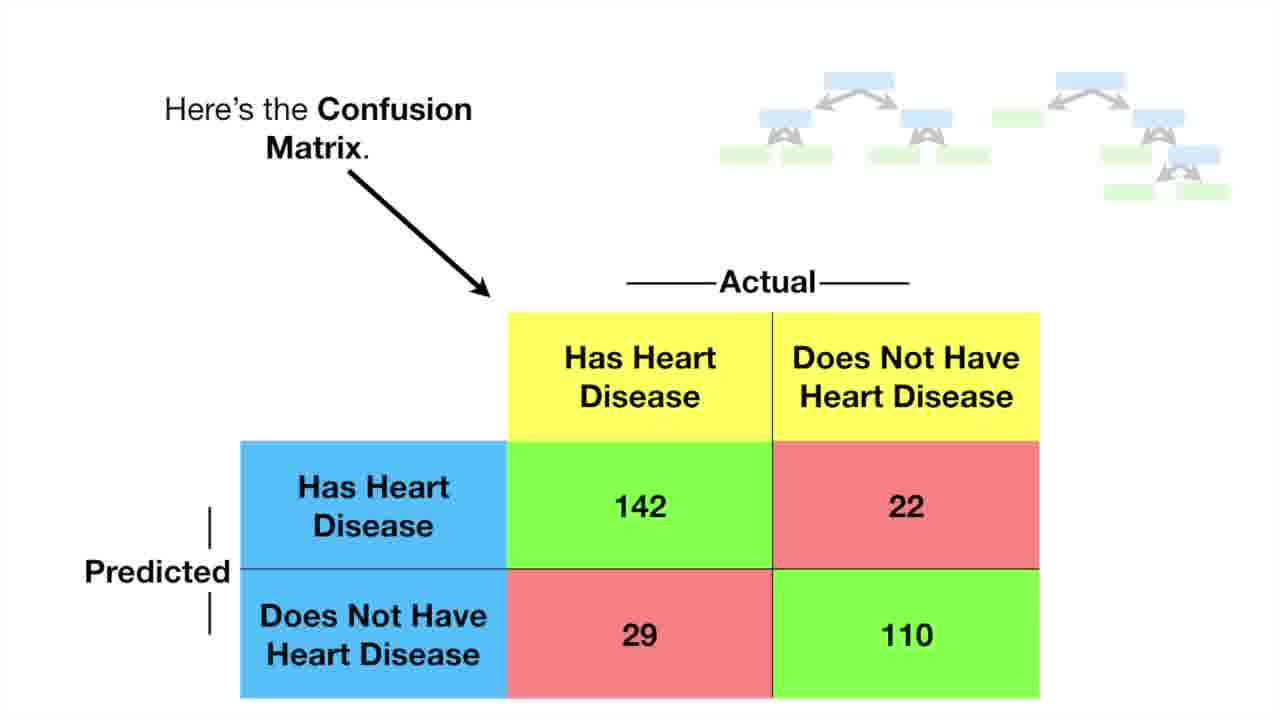 Here’s the Confusion
Matrix.
Actual
Has Heart
Disease
Does Not Have
Heart Disease
Has Heart
Disease
142
22
Predicted
Does Not Have
Heart Disease
29
110